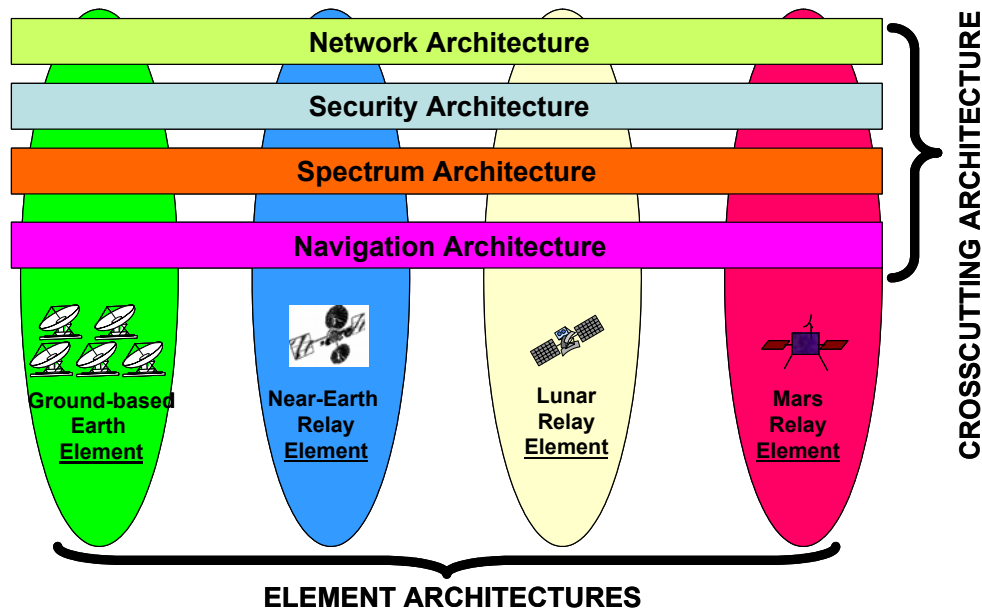 Network Architecture
Security Architecture
Spectrum Architecture
Navigation Architecture
CROSSCUTTING ARCHITECTURE
Ground-based
Earth
Element
Near-Earth
Relay
Element
Lunar
Relay
Element
Mars
Relay
Element
ELEMENT ARCHITECTURES